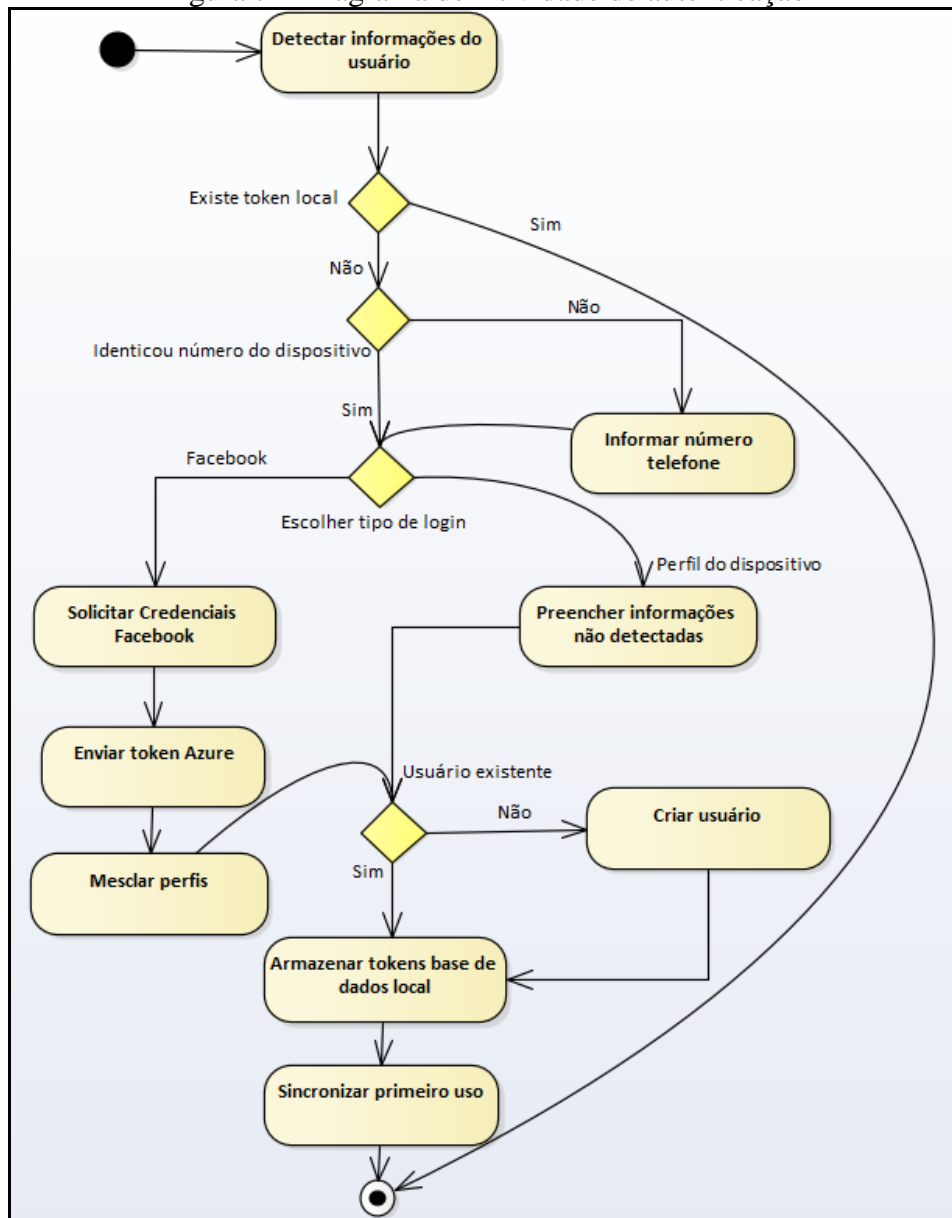 Detectar informações do
usuário
Existe token local
Sim
Não
Não
Identicou número do dispositivo
Sim
Informar número
telefone
Facebook
Escolher tipo de login
Perfil do dispositivo
Solicitar Credenciais
Facebook
Preencher informações
não detectadas
Enviar token Azure
Usuário existente
Não
Criar usuário
Sim
Mesclar perfis
Armazenar tokens base de
dados local
Sincronizar primeiro uso